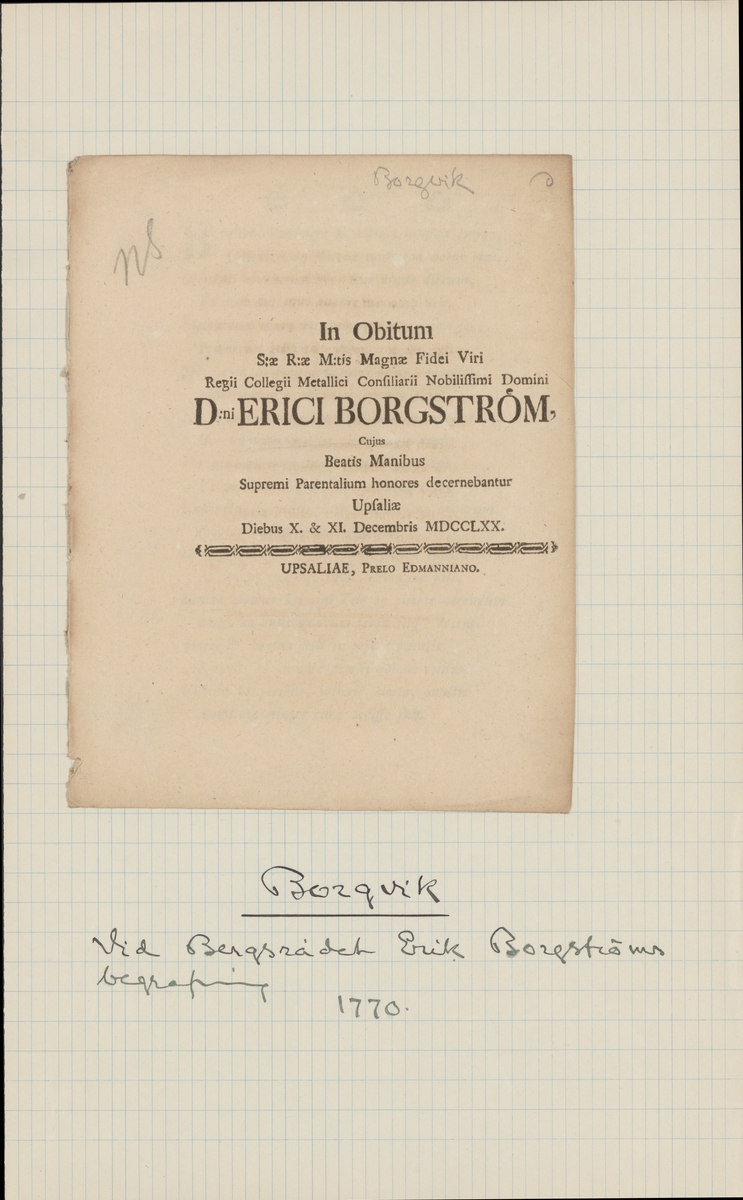 Borgvik
In Obitum
S:æ R:æ M:tis Magnæ Fidei Viri
Regii Collegii Metallici Conſiliarii Nobiliſſimi Domini
D:ni ERICI BORGSTRÖM,
Cujus
Beatis Manibus
Supremi Parentalium honores decernebantur
Upſaliæ
Diebus X. & XI. Decembris MDCCLXX.
UPSALIAE, Prelo Edmanniano.
Borgvik
Vid Bergsrådet Erik Borgströms
begrafning
1770.